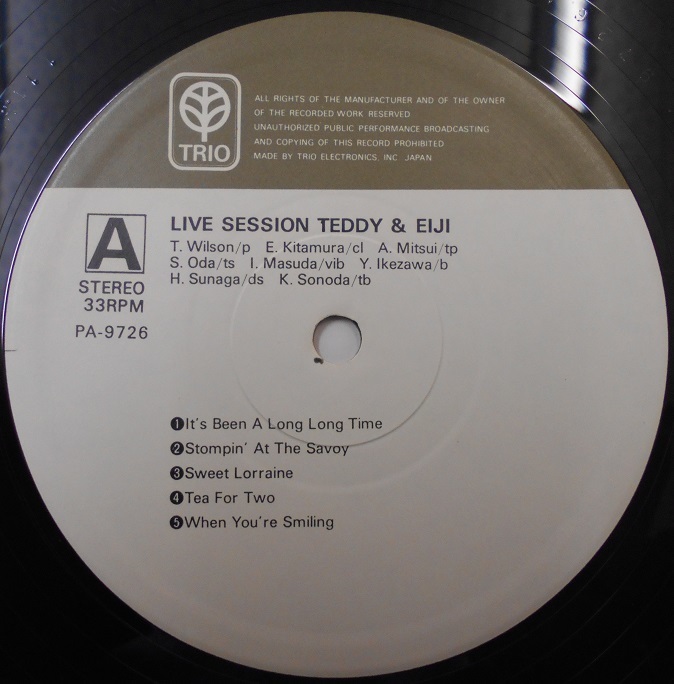 TRIO
ALL RIGHTS OF THE MANUFACTURER AND OF THE OWNER
OF THE RECORDED WORK RESERVED
UNAUTHORIZED PUBLIC PERFORMANCE BROADCASTING
AND COPYING OF THIS RECORD PROHIBITED
MADE BY TRIO ELECTRONICS, INC JAPAN
A
STEREO
33RPM
PA-9726
LIVE SESSION TEDDY & EIJI
T. Wilson/p E. Kitamura/cl A. Mitsui/tp
S. Oda/ts I. Masuda/vib Y. Ikezawa/b
H. Sunaga/ds K. Sonoda/tb
❶It's Been A Long Long Time
❷Stompin' At The Savoy
❸Sweet Lorraine
❹Tea For Two
❺When You're Smiling